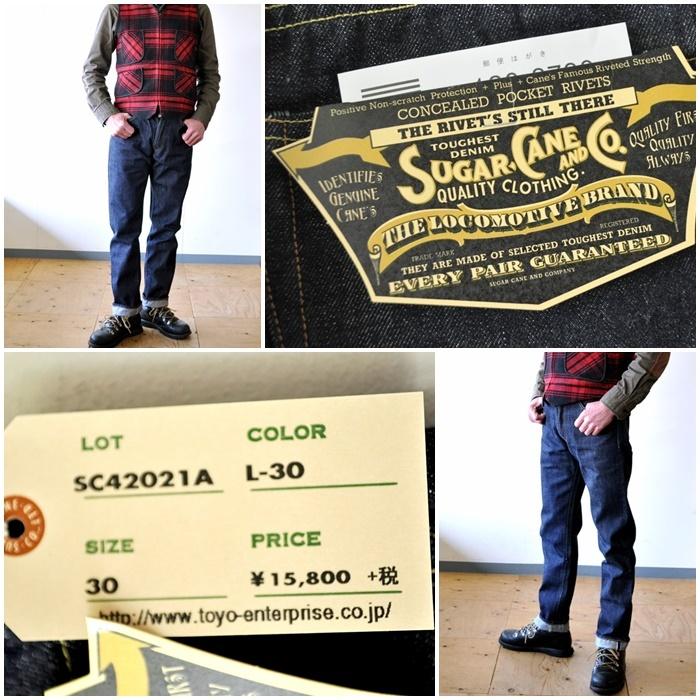 郵便はがき
Positive Non-scratch Protection + Plus + Cane's Famous Riveted Strength
CONCEALED POCKET RIVETS
THE RIVET'S STILL THERE
TOUGHEST
DENIM
SUGAR CANE AND CO.
QUALITY CLOTHING.
IDENTIFIES
GENUINE
CANE'S
QUALITY FIR
QUALITY
ALWAYS
THE LOCOMOTIVE BRAND
TRADE MARK
REGISTERED
THEY ARE MADE OF SELECTED TOUGHEST DENIM
EVERY PAIR GUARANTEED
SUGAR CANE AND COMPANY
LOT
COLOR
SC42021A
L-30
SIZE
PRICE
30
¥15,800 +税
http://www.toyo-enterprise.co.jp/